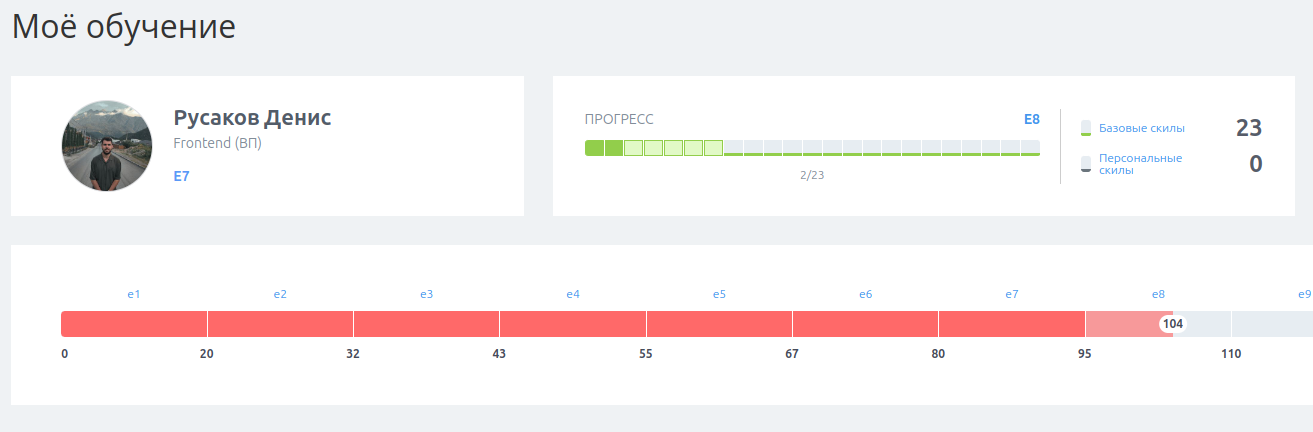 Моё обучение
Русаков Денис
Frontend (ВП)
E7
ПРОГРЕСС
E8
2/23
Базовые скилы
23
Персональные
скилы
0
e1 e2 e3 e4 e5 e6 e7 e8 e9
104
0 20 32 43 55 67 80 95 110